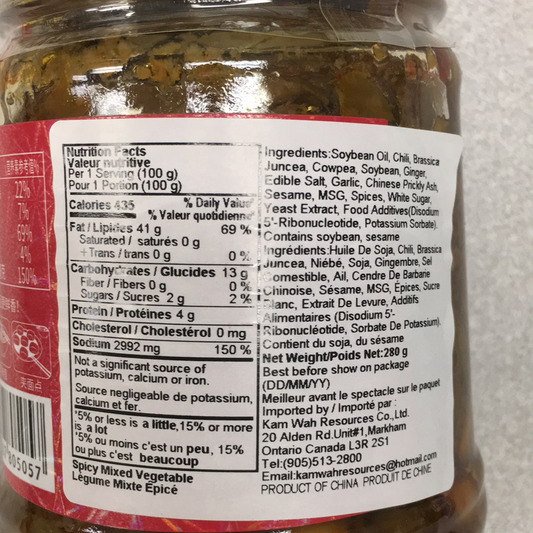 22%
7%
69%
4%
150%
来面点
805057
Nutrition Facts
Valeur nutritive
Per 1 Serving (100 g)
Pour 1 Portion (100 g)
Calories 435
% Daily Value*
% Valeur quotidienne*
Fat / Lipides 41 g 69 %
Saturated / saturés 0 g
+Trans / trans 0 g 0 %
Carbohydrates / Glucides 13 g
Fiber / Fibers 0 g 0 %
Sugars / Sucres 2 g 2 %
Protein / Protéines 4 g
Cholesterol / Cholestérol 0 mg
Sodium 2992 mg 150 %
Not a significant source of
potassium, calcium or iron.
Source negligeable de potassium,
calcium et fer.
*5% or less is a little,15% or more
is a lot
*5% ou moins c'est un peu, 15%
ou plus c'est beaucoup
Spicy Mixed Vegetable
Légume Mixte Épicé
Ingredients:Soybean Oil, Chili, Brassica
Juncea, Cowpea, Soybean, Ginger,
Edible Salt, Garlic, Chinese Prickly Ash,
Sesame, MSG, Spices, White Sugar,
Yeast Extract, Food Additives(Disodium
5'-Ribonucleotide, Potassium Sorbate).
Contains soybean, sesame
Ingrédients:Huile De Soja, Chili, Brassica
Juncea, Niébé, Soja, Gingembre, Sel
Comestible, Ail, Cendre De Barbane
Chinoise, Sésame, MSG, Épices, Sucre
Blanc, Extrait De Levure, Additifs
Alimentaires (Disodium 5'-
Ribonucléotide, Sorbate De Potassium).
Contient du soja, du sésame
Net Weight/Poids Net:280 g
Best before show on package
(DD/MM/YY)
Meilleur avant le spectacle sur le paquet
Imported by / Importé par :
Kam Wah Resources Co.,Ltd.
20 Alden Rd.Unit#1,Markham
Ontario Canada L3R 2S1
Tel:(905)513-2800
Email:kamwahresources@hotmail.com
PRODUCT OF CHINA PRODUIT DE CHINE